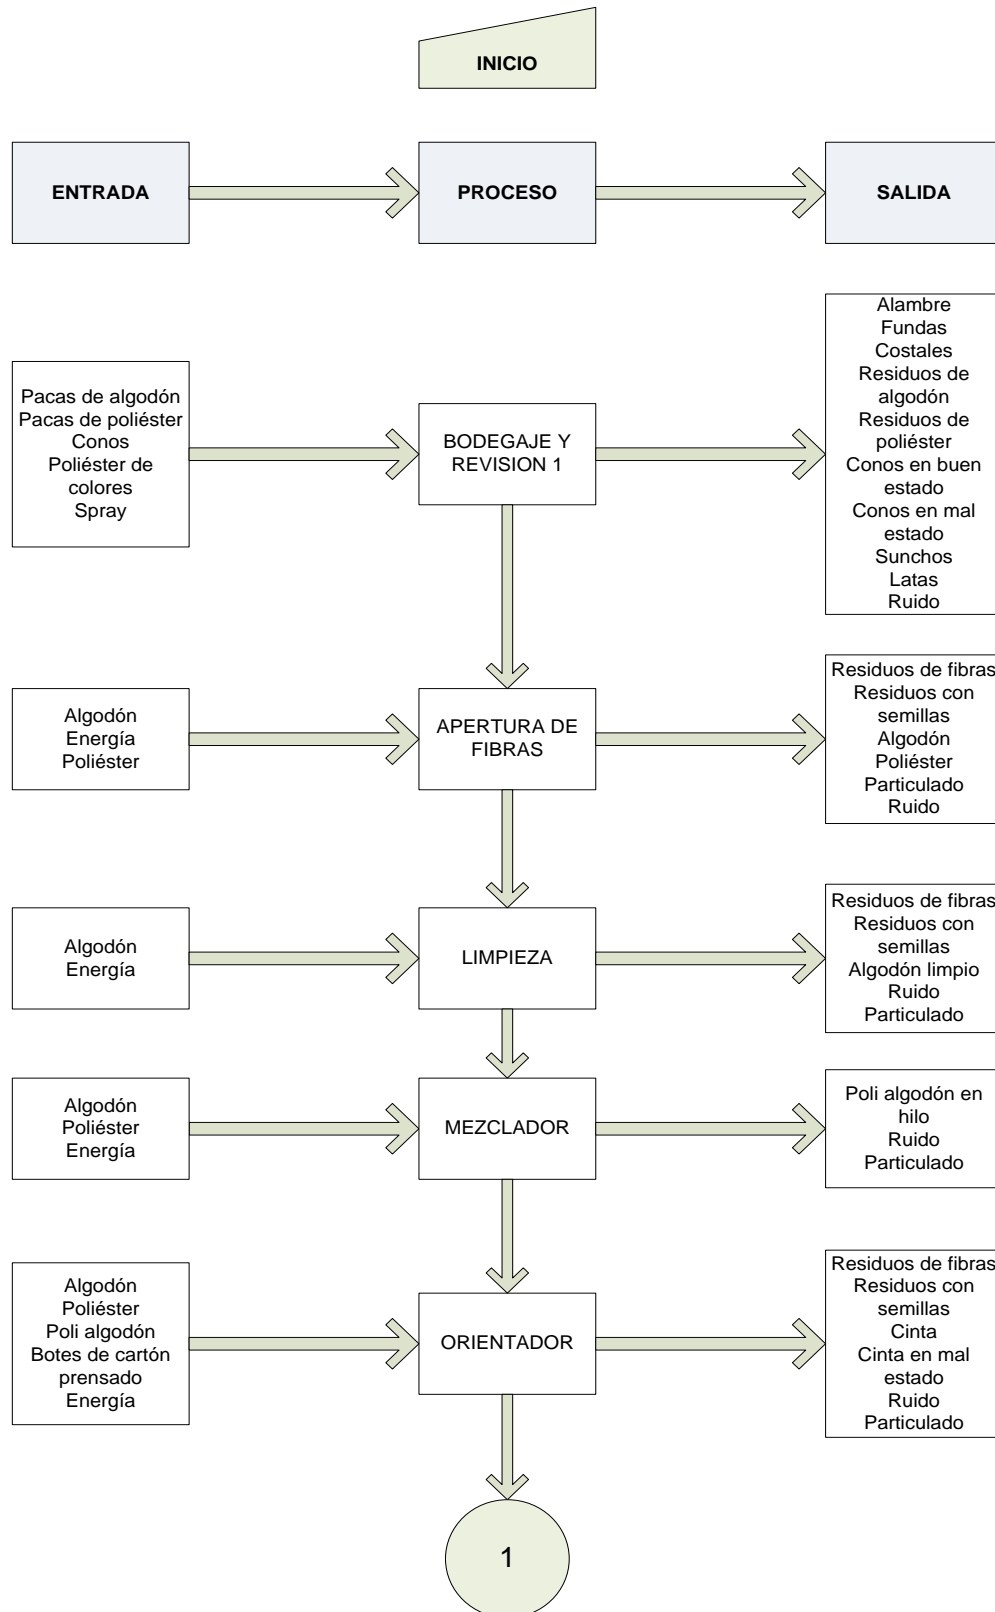 INICIO
ENTRADA
PROCESO
SALIDA
Pacas de algodón
Pacas de poliéster
Conos
Poliéster de
colores
Spray
BODEGAJE Y
REVISION 1
Alambre
Fundas
Costales
Residuos de
algodón
Residuos de
poliéster
Conos en buen
estado
Conos en mal
estado
Sunchos
Latas
Ruido
Algodón
Energía
Poliéster
APERTURA DE
FIBRAS
Residuos de fibras
Residuos con
semillas
Algodón
Poliéster
Particulado
Ruido
Algodón
Energía
LIMPIEZA
Residuos de fibras
Residuos con
semillas
Algodón limpio
Ruido
Particulado
Algodón
Poliéster
Energía
MEZCLADOR
Poli algodón en
hilo
Ruido
Particulado
Algodón
Poliéster
Poli algodón
Botes de cartón
prensado
Energía
ORIENTADOR
Residuos de fibras
Residuos con
semillas
Cinta
Cinta en mal
estado
Ruido
Particulado
1